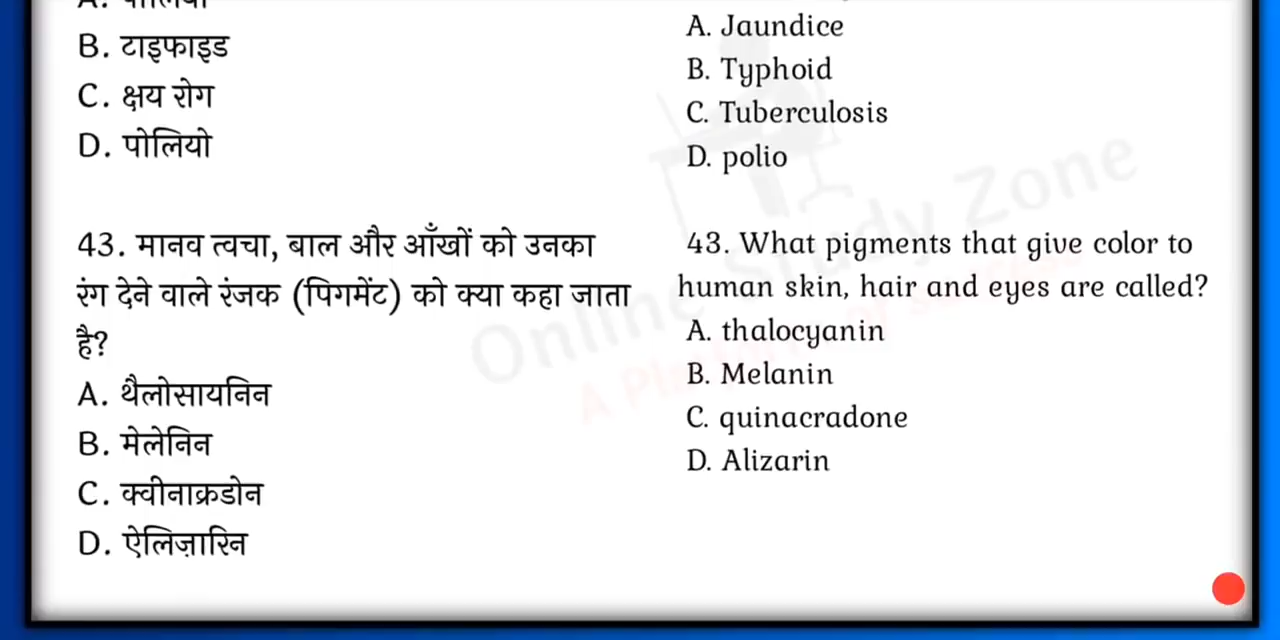 B. टाइफाइड
C. क्षय रोग
D. पोलियो
43. मानव त्वचा, बाल और आँखों को उनका
रंग देने वाले रंजक (पिगमेंट) को क्या कहा जाता
है?
A. थैलोसायनिन
B. मेलेनिन
C. क्वीनाक्रडोन
D. ऐलिज़ारिन
A. Jaundice
B. Typhoid
C. Tuberculosis
D. polio
43. What pigments that give color to
human skin, hair and eyes are called?
A. thalocyanin
B. Melanin
C. quinacradone
D. Alizarin
Online Study Zone